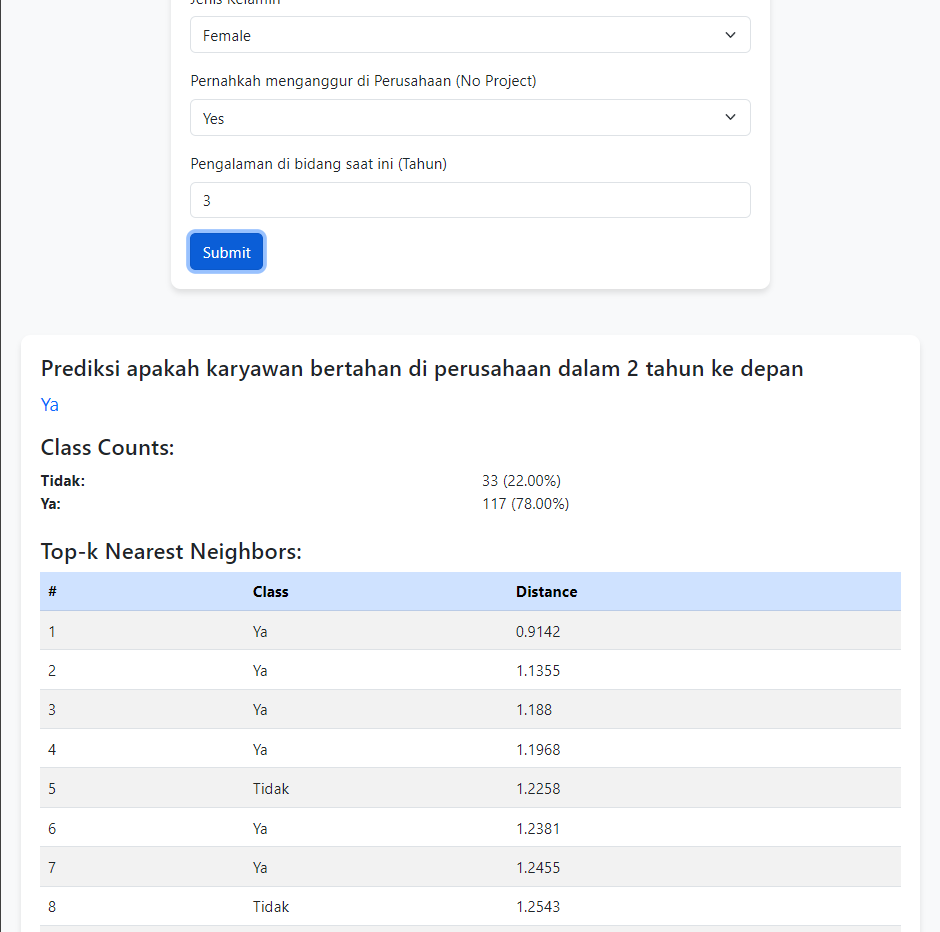 Jenis Kelamin
Female
Pernahkah menganggur di Perusahaan (No Project)
Yes
Pengalaman di bidang saat ini (Tahun)
3
Submit
Prediksi apakah karyawan bertahan di perusahaan dalam 2 tahun ke depan
Ya
Class Counts:
Tidak: 33 (22.00%)
Ya: 117 (78.00%)
Top-k Nearest Neighbors:
# Class Distance
1 Ya 0.9142
2 Ya 1.1355
3 Ya 1.188
4 Ya 1.1968
5 Tidak 1.2258
6 Ya 1.2381
7 Ya 1.2455
8 Tidak 1.2543